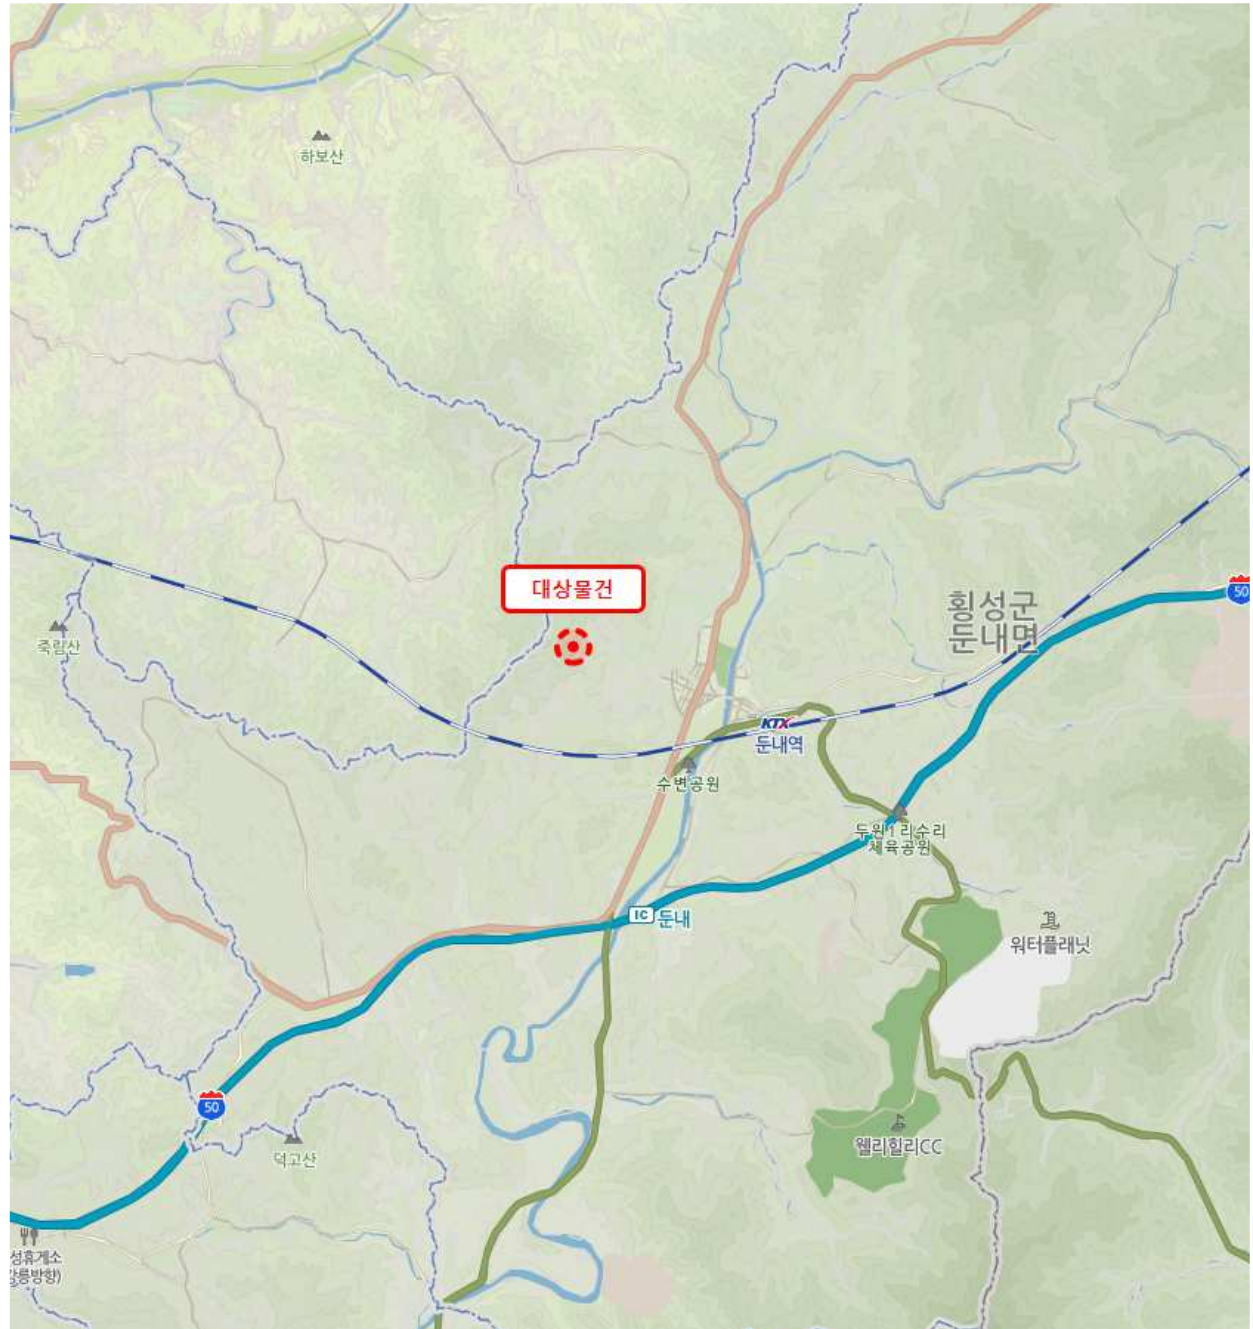 하보산
대상물건
50
횡성군
둔내면
죽림산
KTX
둔내역
수변공원
두원1리수리
체육공원
IC 둔내
워터플래닛
50
웰리힐리CC
덕고산
성휴게소
강릉방향)